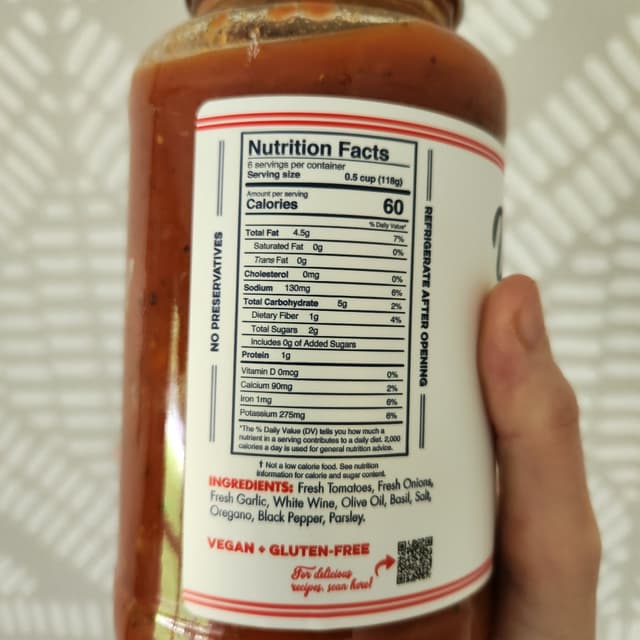 Nutrition Facts
6 servings per container
Serving size 0.5 cup (118g)
Amount per serving
Calories 60
% Daily Value*
Total Fat 4.5g 7%
Saturated Fat 0g 0%
Trans Fat 0g
Cholesterol 0mg 0%
Sodium 130mg 6%
Total Carbohydrate 5g 2%
Dietary Fiber 1g 4%
Total Sugars 2g
Includes 0g of Added Sugars
Protein 1g
Vitamin D 0mcg 0%
Calcium 90mg 2%
Iron 1mg 6%
Potassium 275mg 6%
*The % Daily Value (DV) tells you how much a
nutrient in a serving contributes to a daily diet. 2,000
calories a day is used for general nutrition advice.
† Not a low calorie food. See nutrition
information for calorie and sugar content.
INGREDIENTS: Fresh Tomatoes, Fresh Onions,
Fresh Garlic, White Wine, Olive Oil, Basil, Salt,
Oregano, Black Pepper, Parsley.
VEGAN + GLUTEN-FREE
For delicious
recipes, scan here!
NO PRESERVATIVES
REFRIGERATE AFTER OPENING